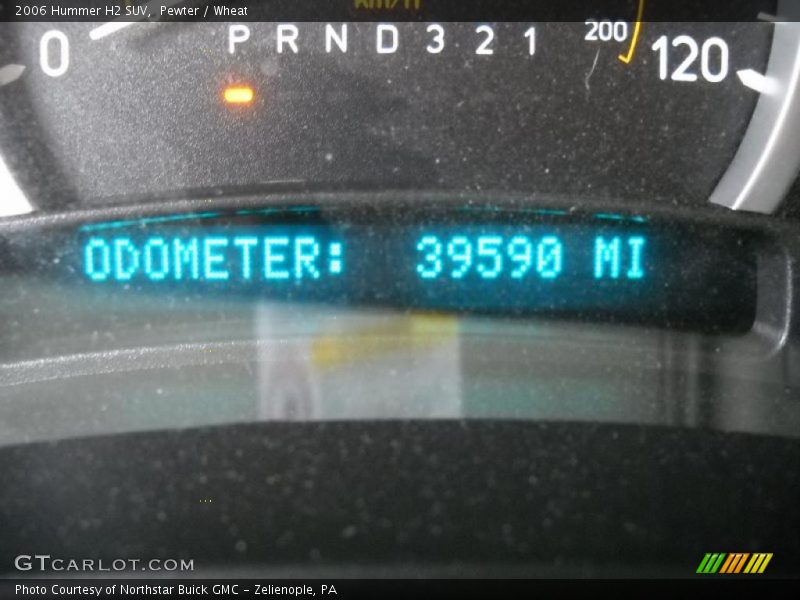 2006 Hummer H2 SUV, Pewter / Wheat
km/h
0 P R N D 3 2 1 200 120
ODOMETER: 39590 MI
GTCARLOT.COM
Photo Courtesy of Northstar Buick GMC - Zelienople, PA